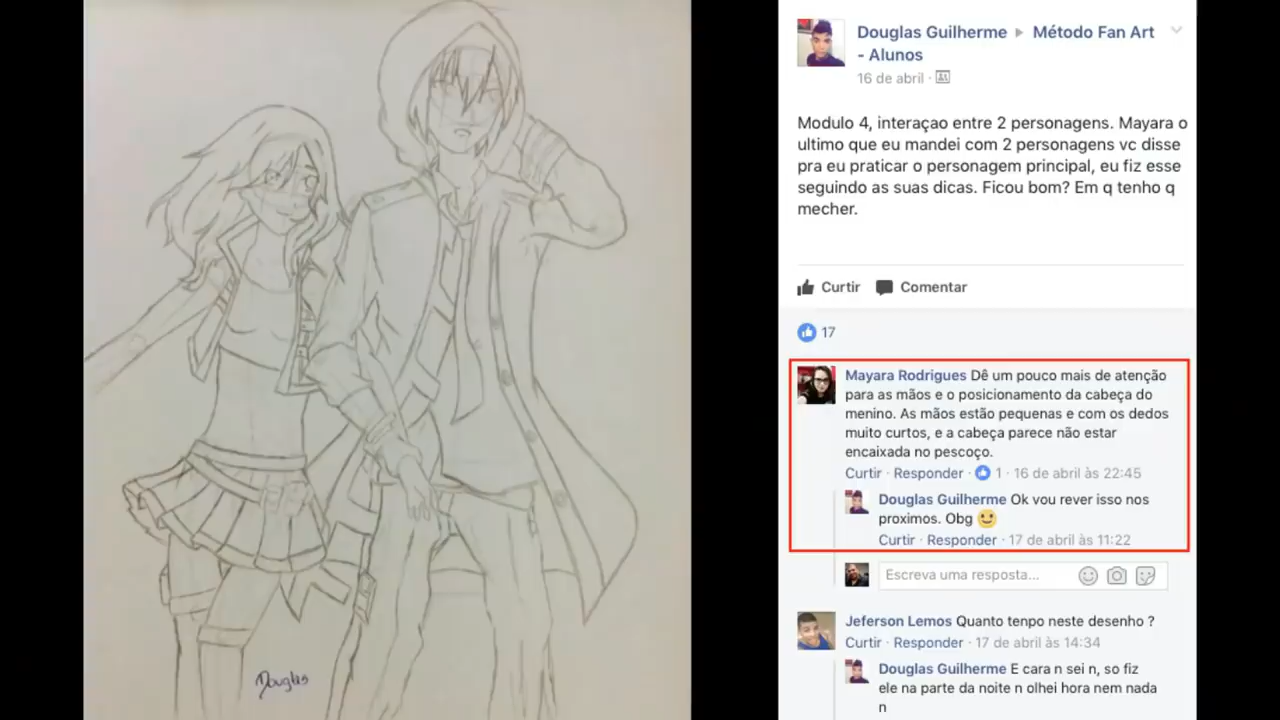 Douglas
Douglas Guilherme ▸ Método Fan Art
- Alunos
16 de abril ·
Modulo 4, interaçao entre 2 personagens. Mayara o
ultimo que eu mandei com 2 personagens vc disse
pra eu praticar o personagem principal, eu fiz esse
seguindo as suas dicas. Ficou bom? Em q tenho q
mecher.
Curtir Comentar
17
Mayara Rodrigues Dê um pouco mais de atenção
para as mãos e o posicionamento da cabeça do
menino. As mãos estão pequenas e com os dedos
muito curtos, e a cabeça parece não estar
encaixada no pescoço.
Curtir · Responder · 1 · 16 de abril às 22:45
Douglas Guilherme Ok vou rever isso nos
proximos. Obg
Curtir · Responder · 17 de abril às 11:22
Escreva uma resposta...
Jeferson Lemos Quanto tenpo neste desenho ?
Curtir · Responder · 17 de abril às 14:34
Douglas Guilherme E cara n sei n, so fiz
ele na parte da noite n olhei hora nem nada
n